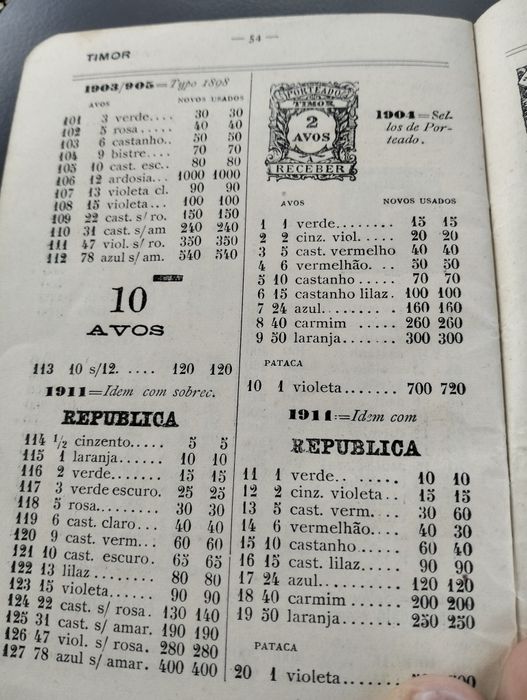 — 54 —
TIMOR
1903/905=Typo 1898
AVOS NOVOS USADOS
101 3 verde.... 30 30
102 5 rosa..... 40 40
103 6 castanho.. 50 50
104 9 bistre.... 70 70
105 10 cast. esc.. 80 80
106 12 ardosia... 1000 1000
107 13 violeta cl. 90 90
108 15 violeta... 100 100
109 22 cast. s/ ro. 150 150
110 31 cast. s/am 240 240
111 47 viol. s/ro. 350 350
112 78 azul s/am. 540 540
10
AVOS
113 10 s/12. .... 120 120
1911=Idem com sobrec.
REPUBLICA
114 1/2 cinzento..... 5 5
115 1 laranja...... 10 10
116 2 verde....... 15 15
117 3 verde escuro. 25 25
118 5 rosa........ 30 30
119 6 cast. claro... 40 40
120 9 cast. verm... 60 60
121 10 cast. escuro. 65 65
122 13 lilaz ....... 80 80
123 15 violeta...... 90 90
124 22 cast. s/ rosa. 130 140
125 31 cast. s/ amar. 190 190
126 47 viol. s/ rosa. 280 280
127 78 azul s/ amar. 400 400
PORTEADO
TIMOR
2
AVOS
A
RECEBER
1904=Sel-
los de Por-
teado.
AVOS NOVOS USADOS
1 1 verde........ 15 15
2 2 cinz. viol. .... 20 20
3 5 cast. vermelho 40 40
4 6 vermelhão. .. 50 50
5 10 castanho ..... 70 70
6 15 castanho lilaz. 100 100
7 24 azul. ....... 160 160
8 40 carmim ..... 260 260
9 50 laranja...... 300 300
PATACA
10 1 violeta....... 700 720
1911=Idem com
REPUBLICA
11 1 verde.. ..... 10 10
12 2 cinz. violeta... 15 15
13 5 cast. verm. ... 30 60
14 6 vermelhão.... 40 30
15 10 castanho ..... 60 40
16 15 cast. lilaz.... 90 90
17 24 azul........ 120 120
18 40 carmim ..... 200 200
19 50 laranja...... 250 250
PATACA
20 1 violeta.....